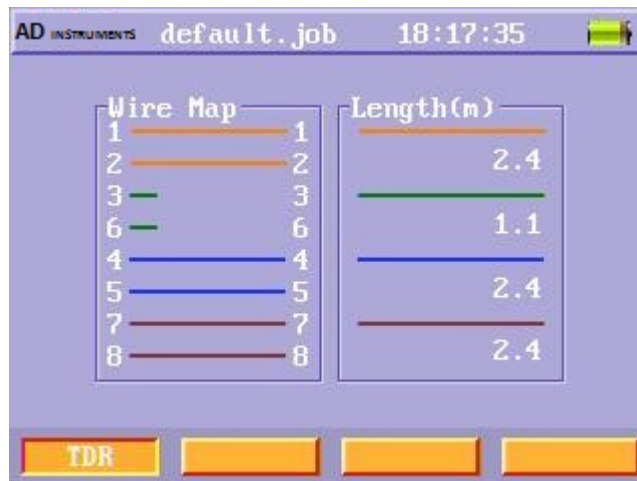 AD INSTRUMENTS default.job 18:17:35
Wire Map Length(m)
1 1
2 2 2.4
3 3
6 6 1.1
4 4
5 5 2.4
7 7
8 8 2.4
TDR